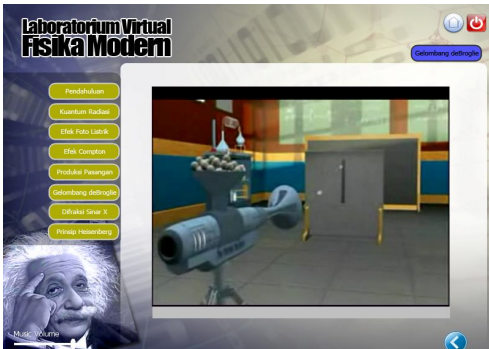 Laboratorium Virtual
Fisika Modern
Gelombang deBroglie
Pendahuluan
Kuantum Radiasi
Efek Foto Listrik
Efek Compton
Produksi Pasangan
Gelombang deBroglie
Difraksi Sinar X
Prinsip Heisenberg
Music Volume